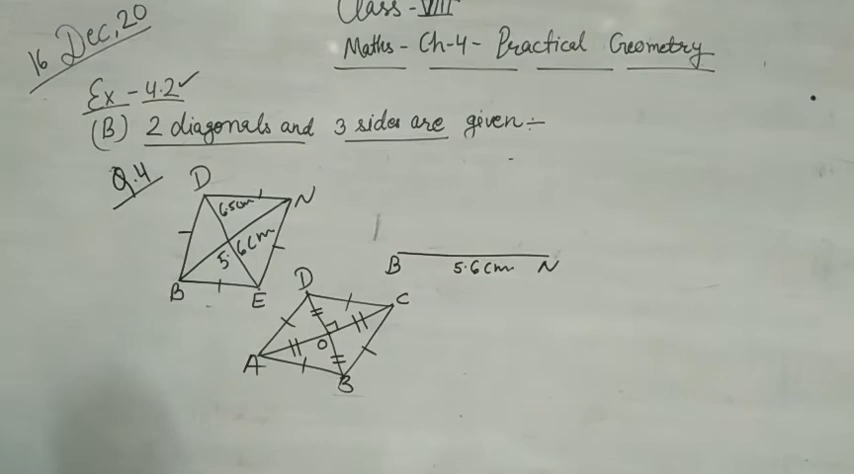 Class - VIII
16 Dec, 20
Maths - Ch-4 - Practical Geometry
Ex - 4.2 ✓
(B) 2 diagonals and 3 sides are given :-
Q.4
D N
6.5cm
5.6cm
B E
B 5.6cm N
D C
O
A B